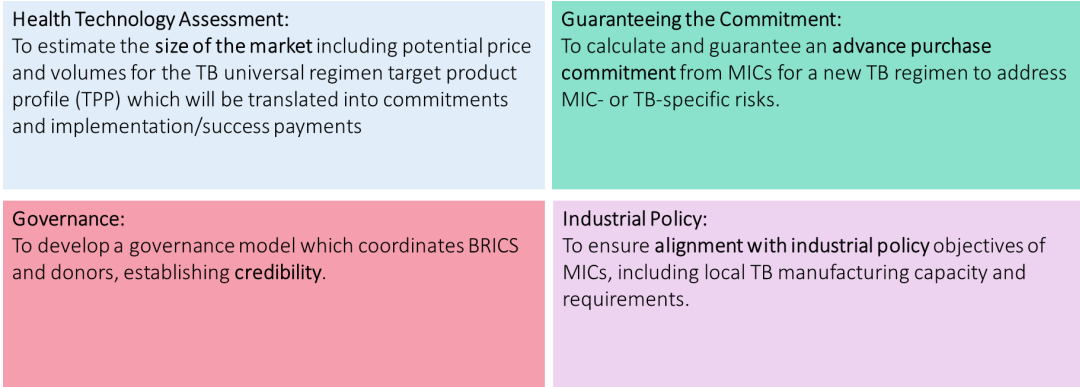 Health Technology Assessment:
To estimate the size of the market including potential price
and volumes for the TB universal regimen target product
profile (TPP) which will be translated into commitments
and implementation/success payments
Guaranteeing the Commitment:
To calculate and guarantee an advance purchase
commitment from MICs for a new TB regimen to address
MIC- or TB-specific risks.
Governance:
To develop a governance model which coordinates BRICS
and donors, establishing credibility.
Industrial Policy:
To ensure alignment with industrial policy objectives of
MICs, including local TB manufacturing capacity and
requirements.